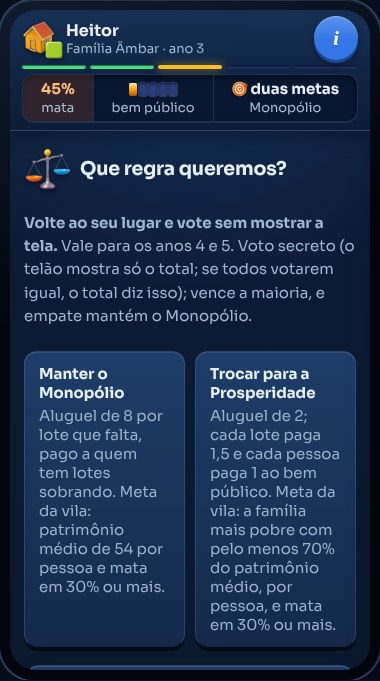 Heitor
Família Âmbar · ano 3
i
45%
mata
bem público
duas metas
Monopólio
Que regra queremos?
Volte ao seu lugar e vote sem mostrar a
tela. Vale para os anos 4 e 5. Voto secreto (o
telão mostra só o total; se todos votarem
igual, o total diz isso); vence a maioria, e
empate mantém o Monopólio.
Manter o
Monopólio
Aluguel de 8 por
lote que falta,
pago a quem
tem lotes
sobrando. Meta
da vila:
patrimônio
médio de 54 por
pessoa e mata
em 30% ou mais.
Trocar para a
Prosperidade
Aluguel de 2;
cada lote paga
1,5 e cada pessoa
paga 1 ao bem
público. Meta da
vila: a família
mais pobre com
pelo menos 70%
do patrimônio
médio, por
pessoa, e mata
em 30% ou mais.